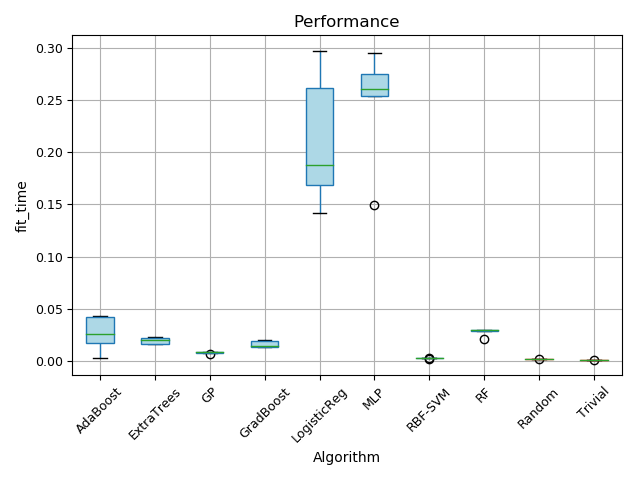 Performance
0.30
0.25
0.20
0.15
0.10
0.05
0.00
fit_time
AdaBoost
ExtraTrees
GP
GradBoost
LogisticReg
MLP
RBF-SVM
RF
Random
Trivial
Algorithm